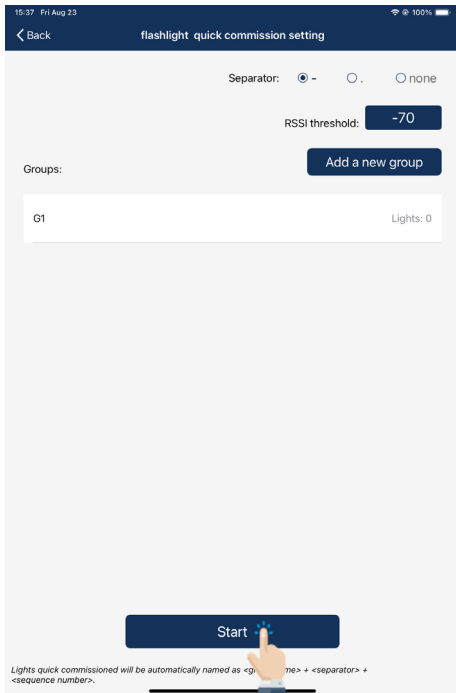 15:37 Fri Aug 23 100%
Back flashlight quick commission setting
Separator: - . none
RSSI threshold: -70
Add a new group
Groups:
G1 Lights: 0
Start
Lights quick commissioned will be automatically named as + <separator> +
<sequence number>.